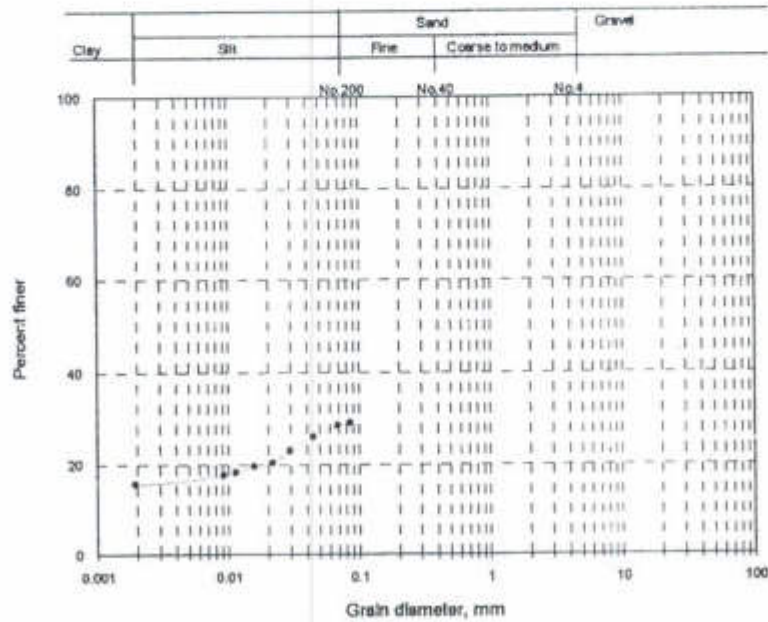 Sand Gravel
Clay Silt Fine Coarse to medium
No.200 No.40 No.4
100
80
60
40
20
0
0.001 0.01 0.1 1 10 100
Percent finer
Grain diameter, mm